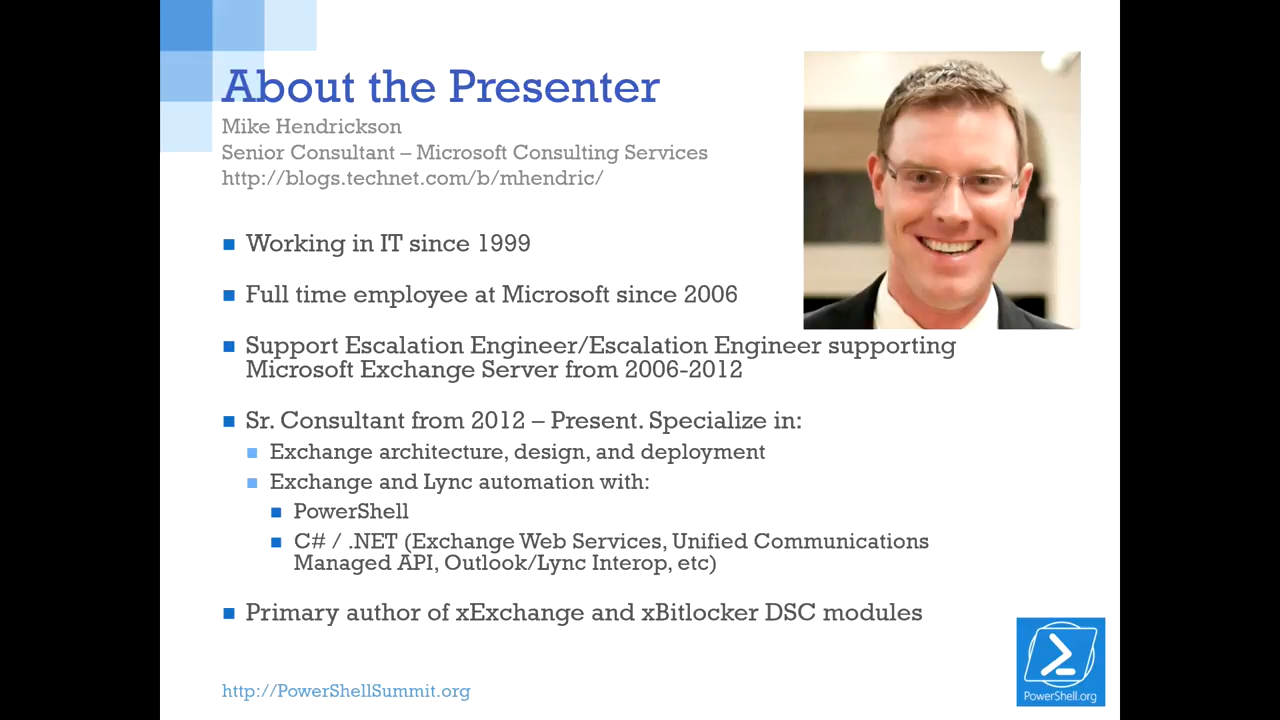 About the Presenter
Mike Hendrickson
Senior Consultant – Microsoft Consulting Services
http://blogs.technet.com/b/mhendric/
Working in IT since 1999
Full time employee at Microsoft since 2006
Support Escalation Engineer/Escalation Engineer supporting
Microsoft Exchange Server from 2006-2012
Sr. Consultant from 2012 – Present. Specialize in:
Exchange architecture, design, and deployment
Exchange and Lync automation with:
PowerShell
C# / .NET (Exchange Web Services, Unified Communications
Managed API, Outlook/Lync Interop, etc)
Primary author of xExchange and xBitlocker DSC modules
http://PowerShellSummit.org
PowerShell.org